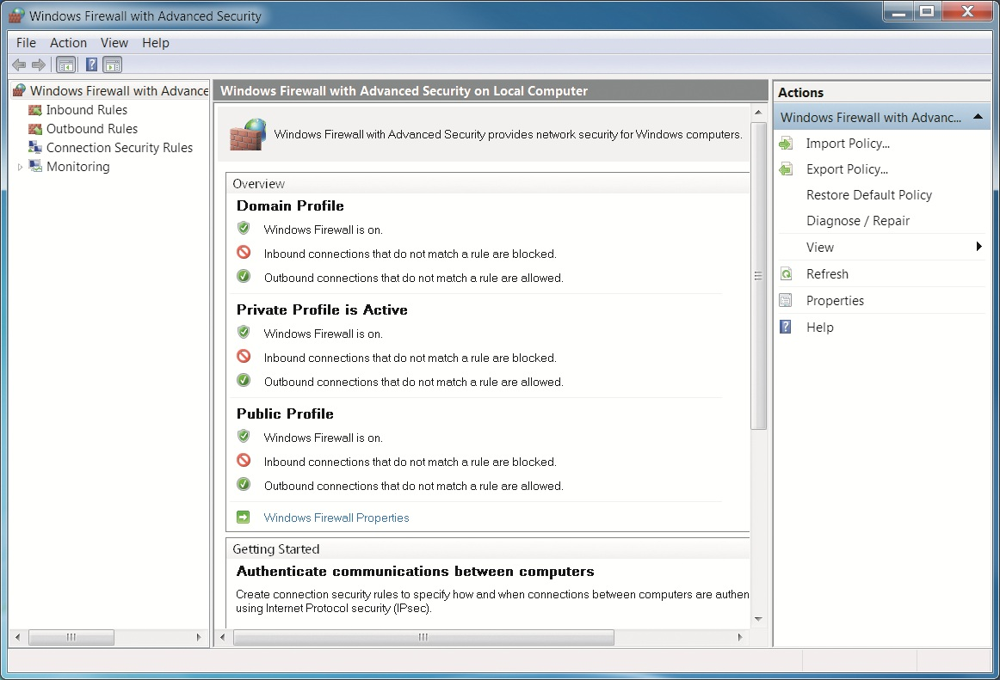 Windows Firewall with Advanced Security
File Action View Help
Windows Firewall with Advance
Inbound Rules
Outbound Rules
Connection Security Rules
Monitoring
Windows Firewall with Advanced Security on Local Computer
Windows Firewall with Advanced Security provides network security for Windows computers.
Overview
Domain Profile
Windows Firewall is on.
Inbound connections that do not match a rule are blocked.
Outbound connections that do not match a rule are allowed.
Private Profile is Active
Windows Firewall is on.
Inbound connections that do not match a rule are blocked.
Outbound connections that do not match a rule are allowed.
Public Profile
Windows Firewall is on.
Inbound connections that do not match a rule are blocked.
Outbound connections that do not match a rule are allowed.
Windows Firewall Properties
Getting Started
Authenticate communications between computers
Create connection security rules to specify how and when connections between computers are authen
using Internet Protocol security (IPsec).
Actions
Windows Firewall with Advanc...
Import Policy...
Export Policy...
Restore Default Policy
Diagnose / Repair
View
Refresh
Properties
Help